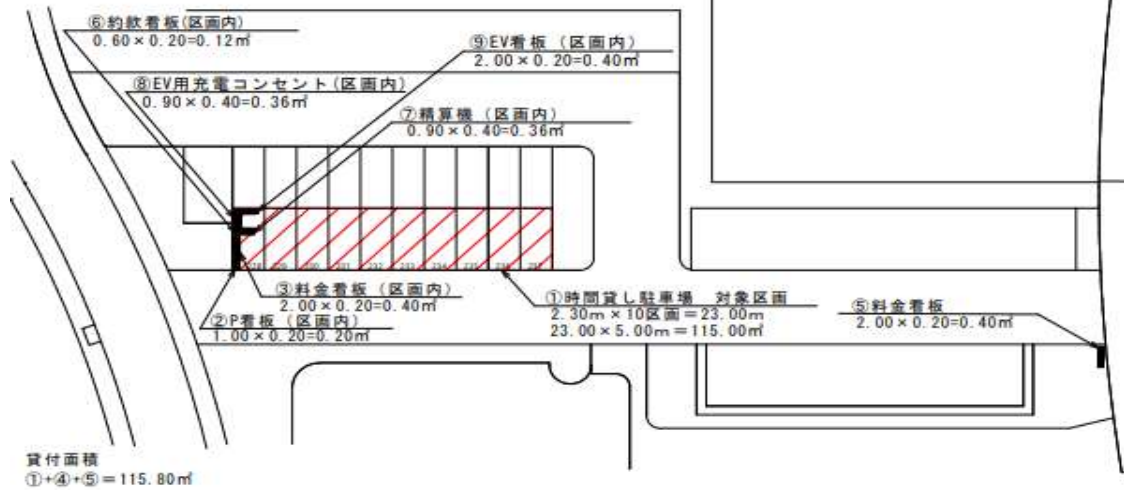 ⑥約款看板(区画内)
0.60×0.20=0.12㎡
⑨EV看板（区画内）
2.00×0.20=0.40㎡
⑧EV用充電コンセント(区画内)
0.90×0.40=0.36㎡
⑦精算機（区画内）
0.90×0.40=0.36㎡
③料金看板（区画内）
2.00×0.20=0.40㎡
②P看板（区画内）
1.00×0.20=0.20㎡
①時間貸し駐車場　対象区画
2.30m×10区画＝23.00m
23.00×5.00m＝115.00㎡
⑤料金看板
2.00×0.20=0.40㎡
貸付面積
①+④+⑤＝115.80㎡